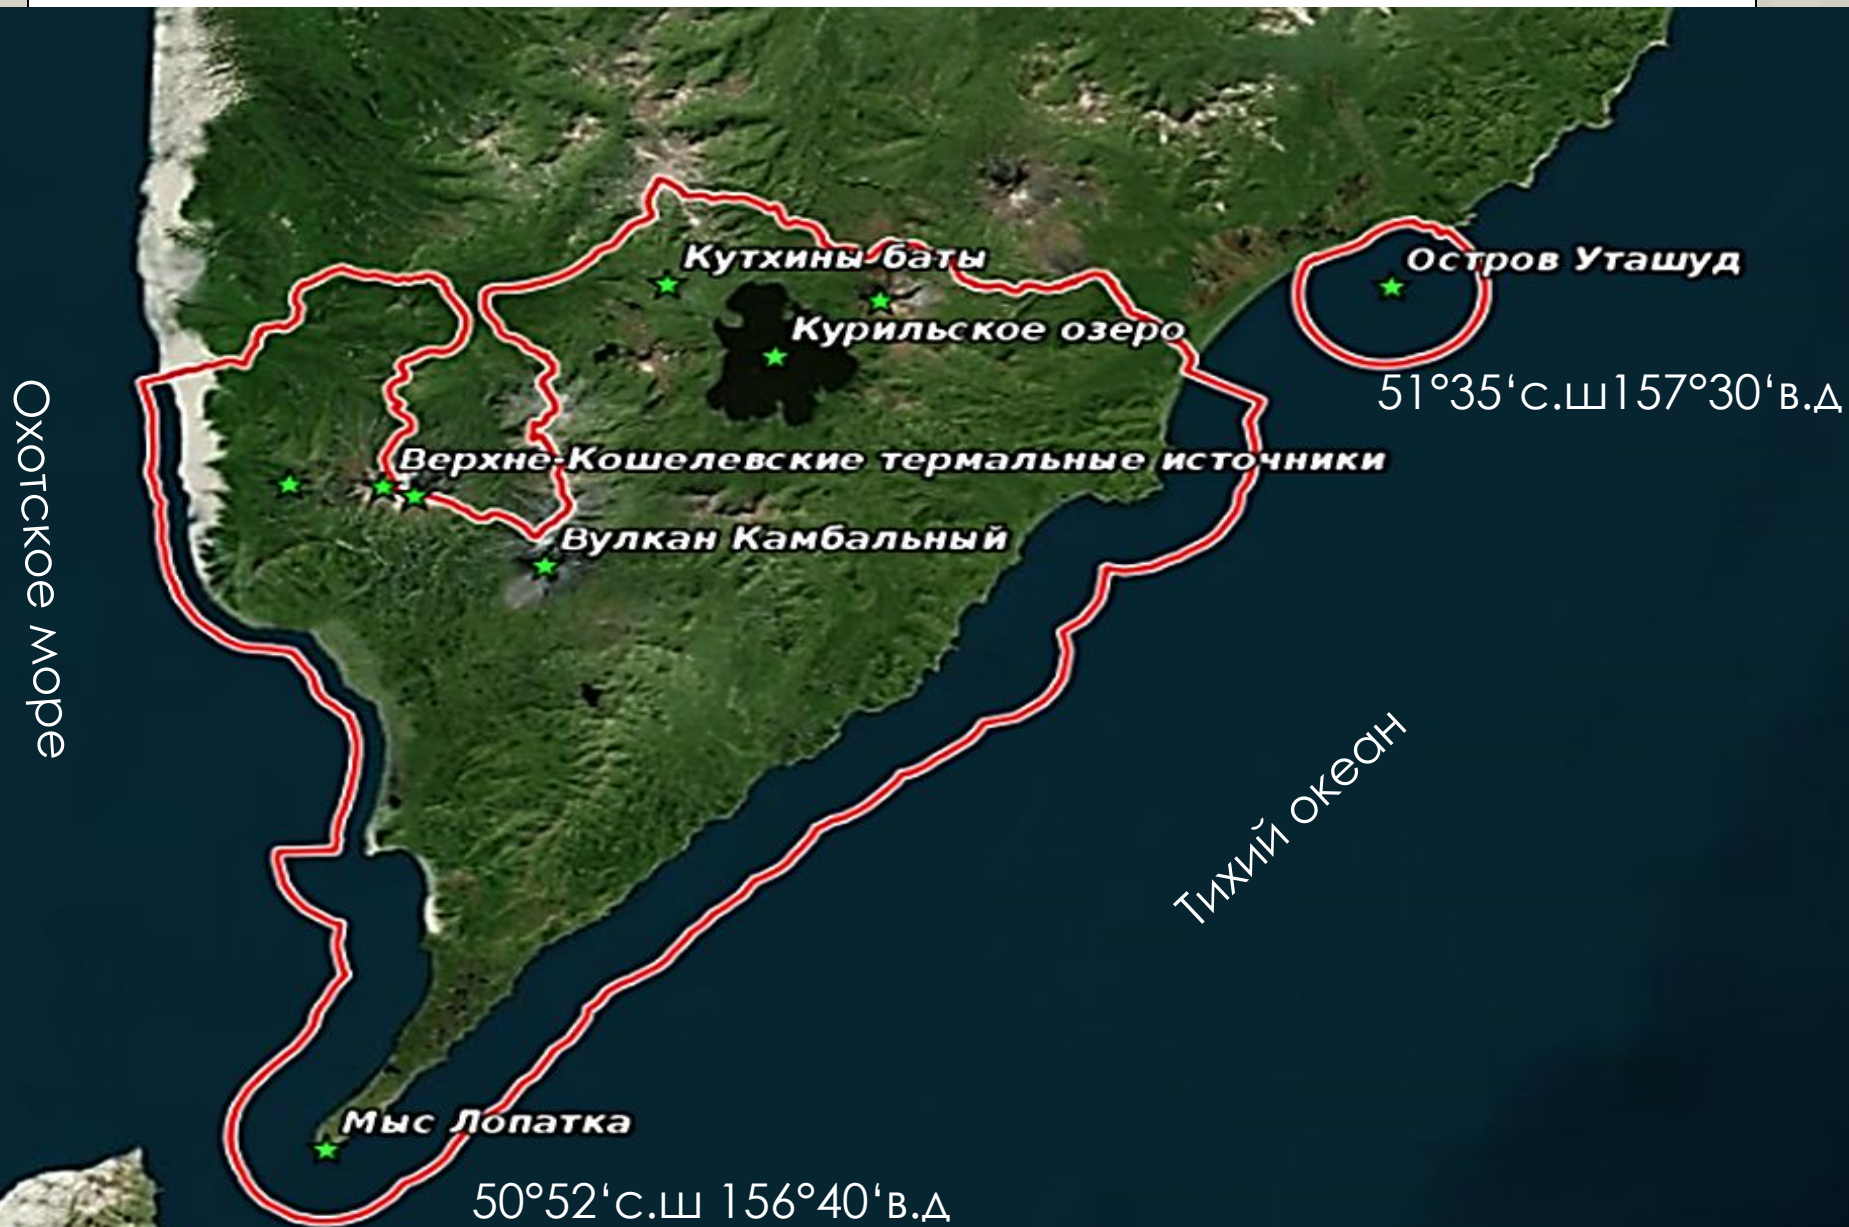 Кутхины баты
Остров Уташуд
Курильское озеро
51°35‘с.ш157°30‘в.д
Охотское море
Верхне-Кошелевские термальные источники
Вулкан Камбальный
Тихий океан
Мыс Лопатка
50°52‘с.ш 156°40‘в.д